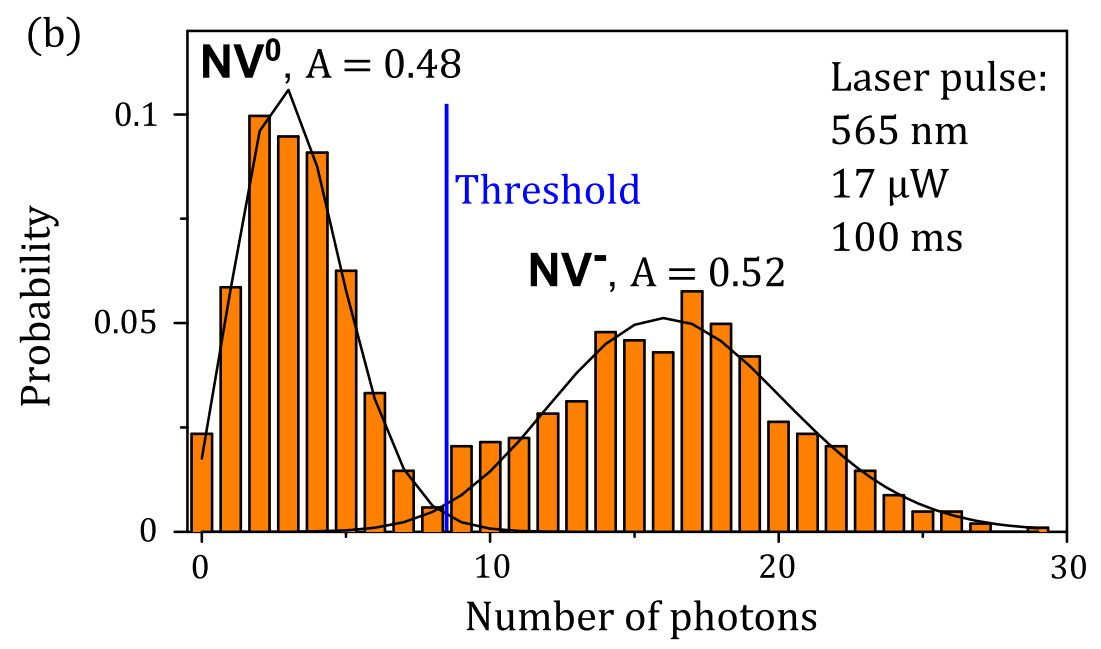 (b)
NV⁰, A = 0.48
Laser pulse:
565 nm
17 μW
100 ms
Threshold
NV⁻, A = 0.52
Probability
0.1
0.05
0
0 10 20 30
Number of photons